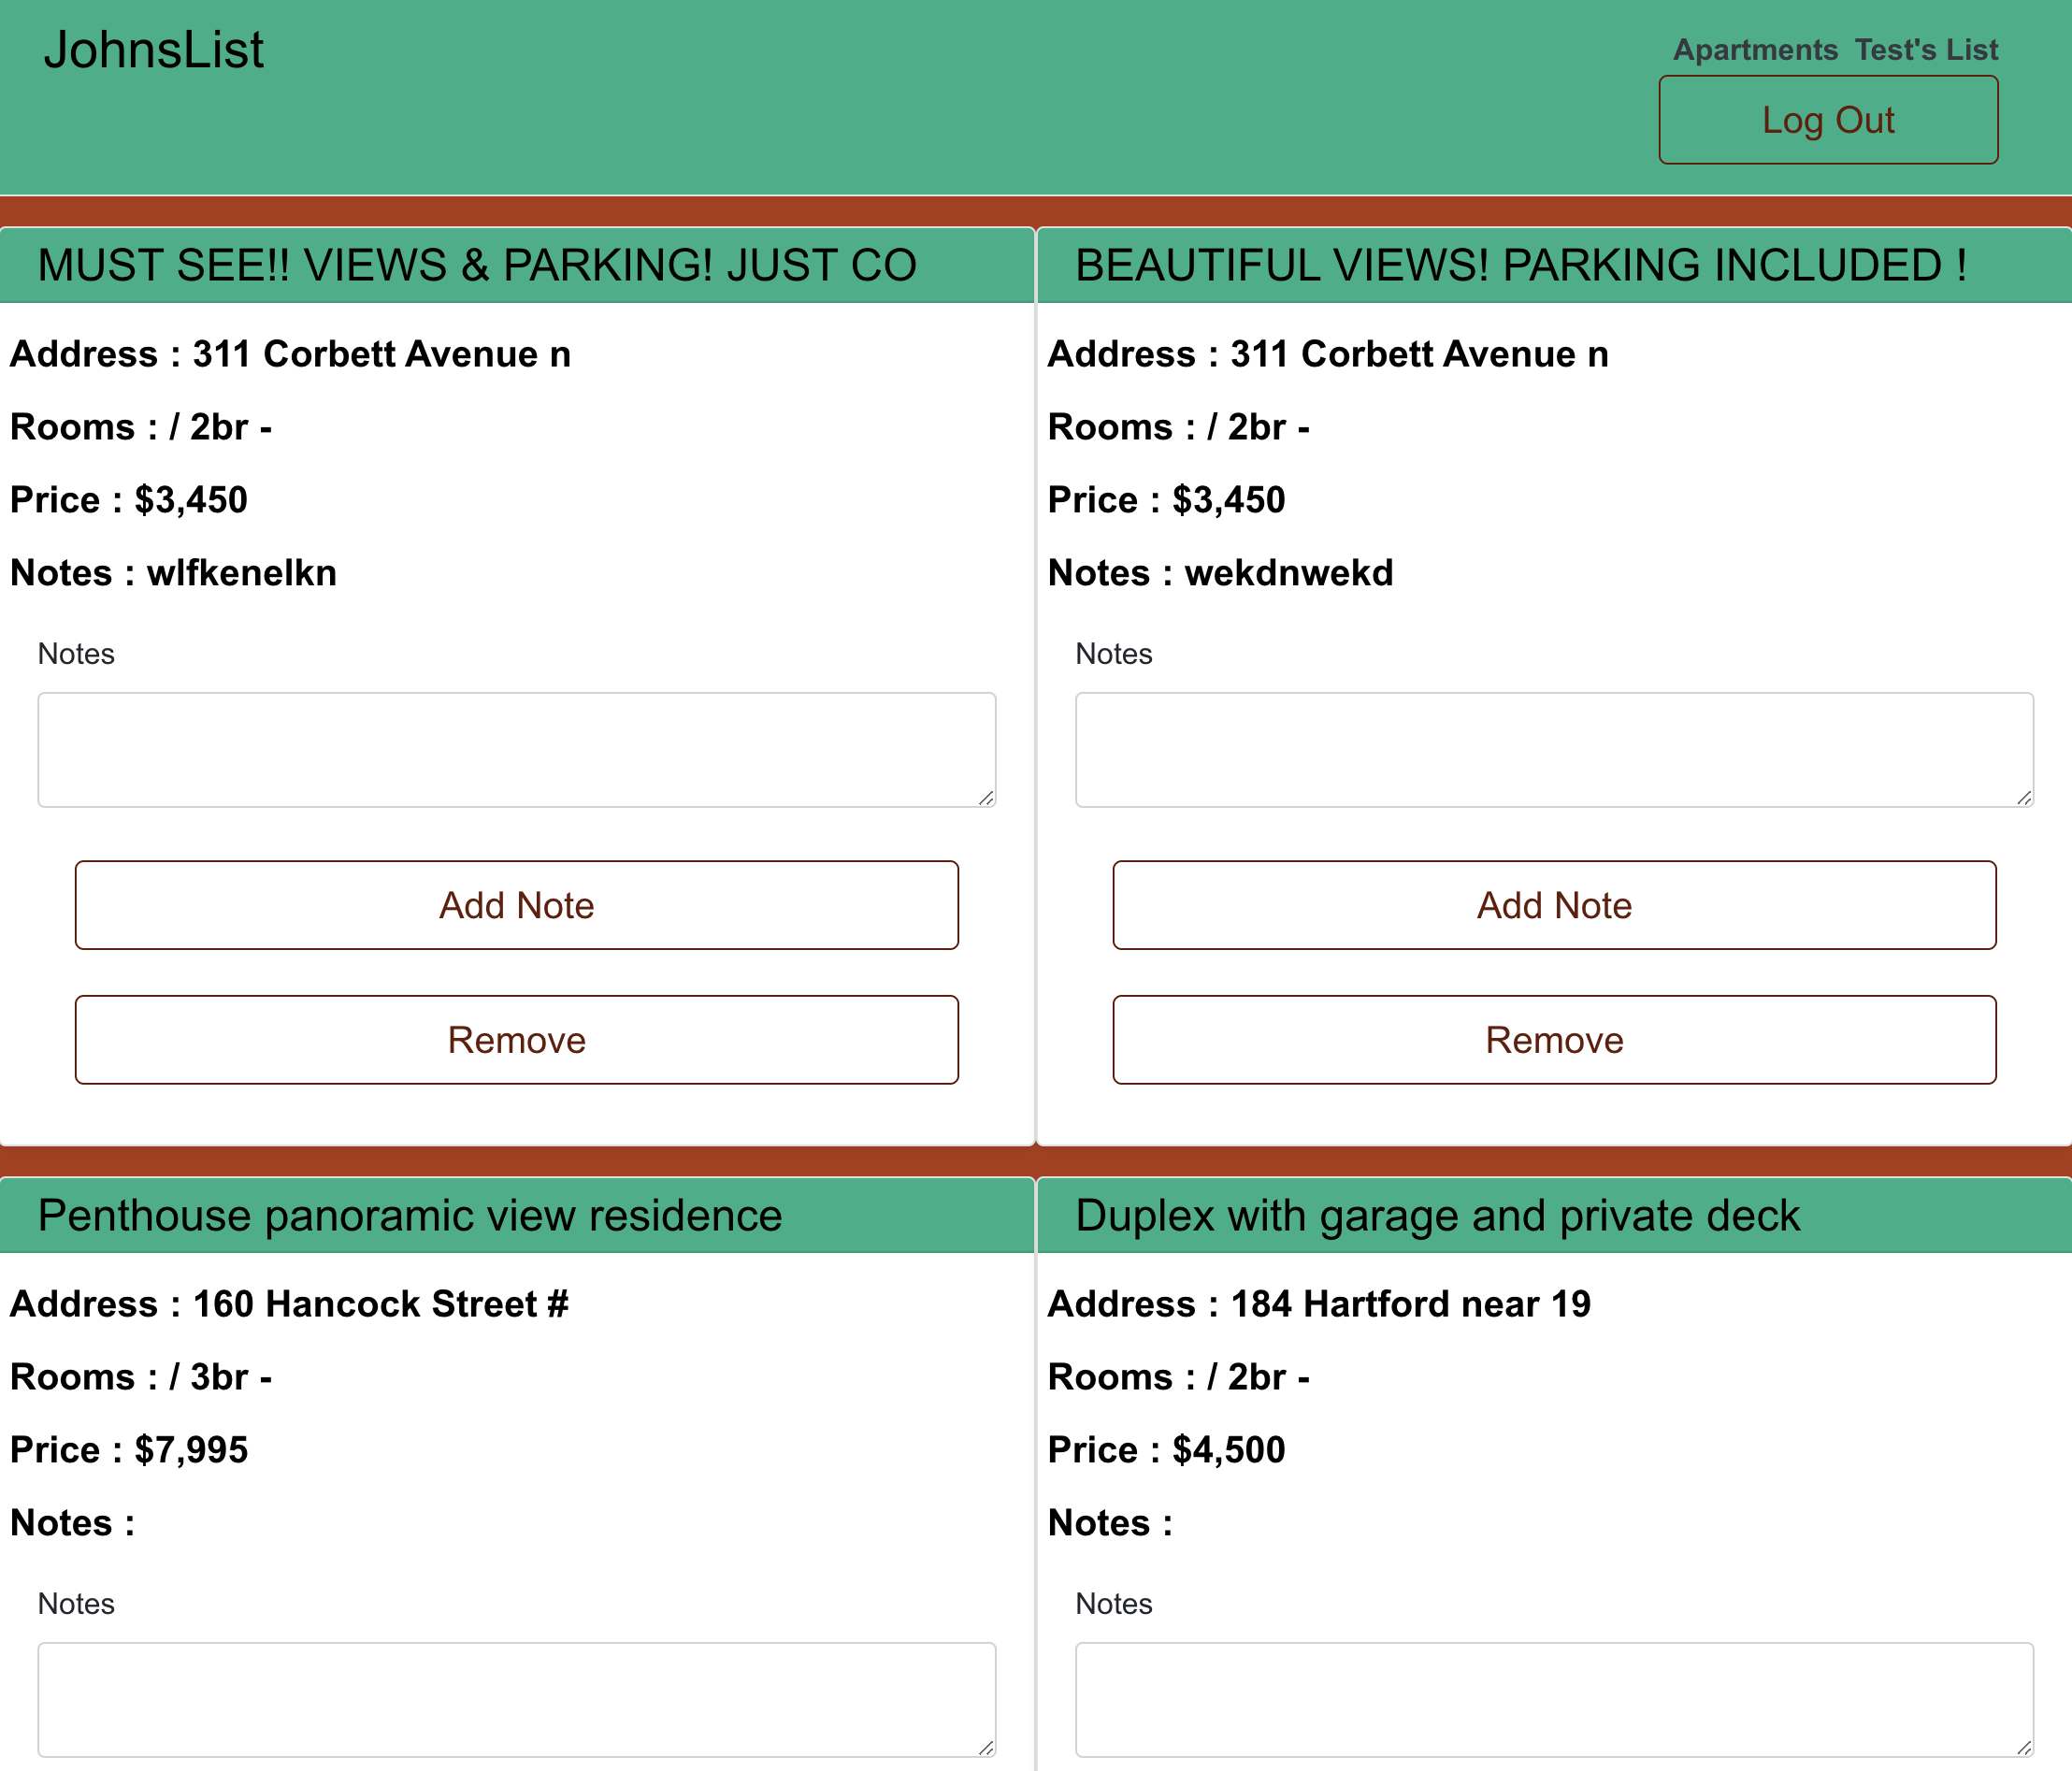 JohnsList
Apartments Test's List
Log Out
MUST SEE!! VIEWS & PARKING! JUST CO
Address : 311 Corbett Avenue n
Rooms : / 2br -
Price : $3,450
Notes : wlfkenelkn
Notes
Add Note
Remove
BEAUTIFUL VIEWS! PARKING INCLUDED !
Address : 311 Corbett Avenue n
Rooms : / 2br -
Price : $3,450
Notes : wekdnwekd
Notes
Add Note
Remove
Penthouse panoramic view residence
Address : 160 Hancock Street #
Rooms : / 3br -
Price : $7,995
Notes :
Notes
Duplex with garage and private deck
Address : 184 Hartford near 19
Rooms : / 2br -
Price : $4,500
Notes :
Notes